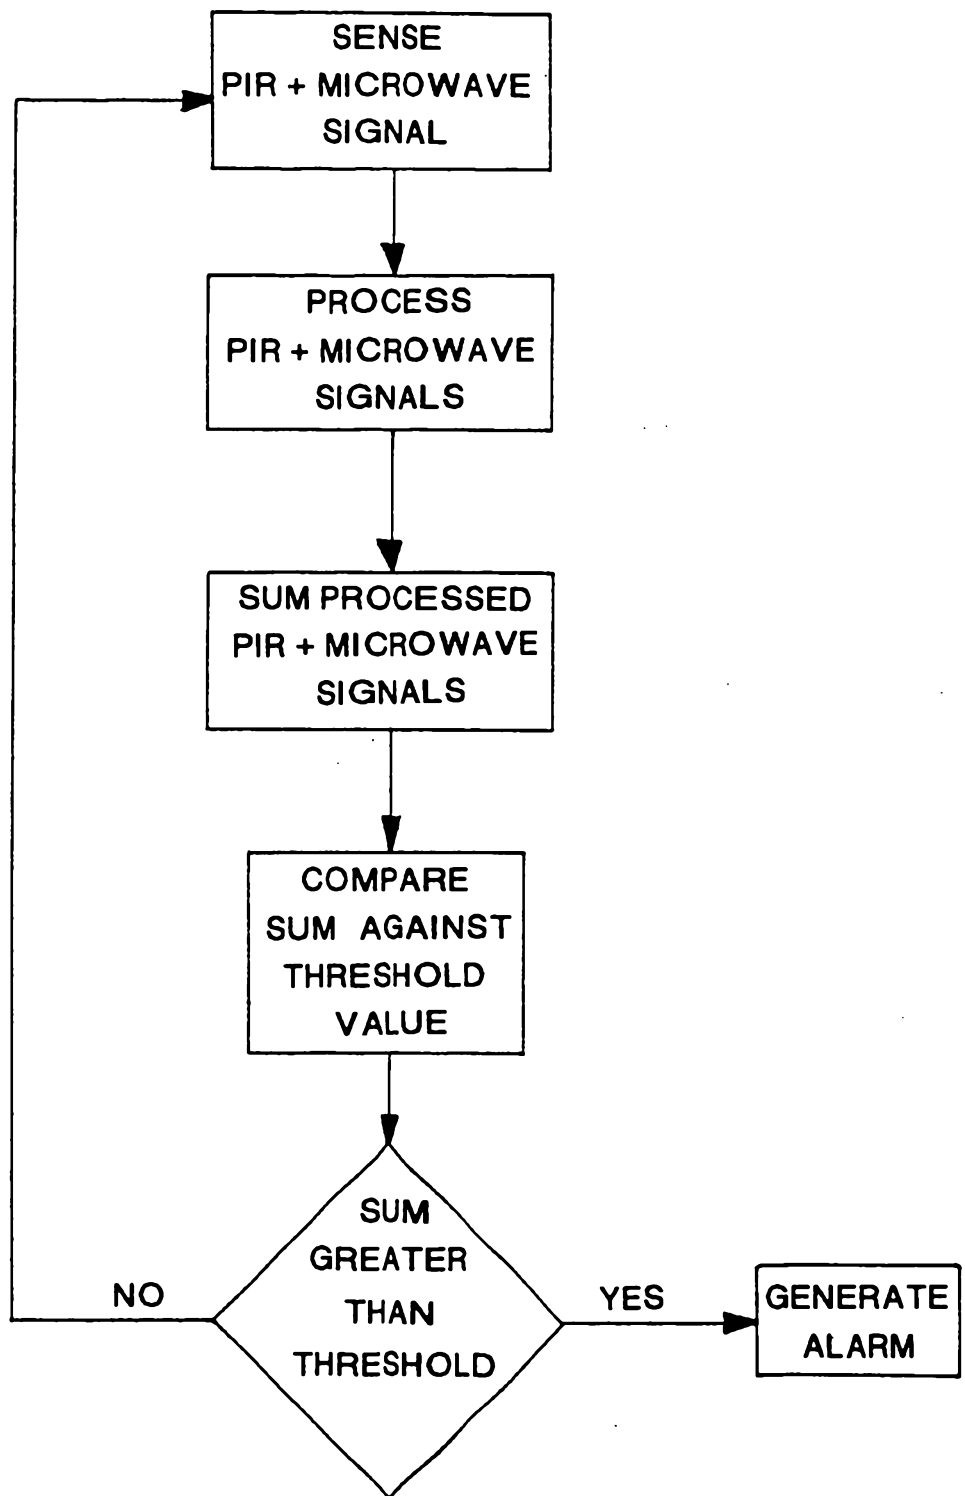 SENSE
PIR + MICROWAVE
SIGNAL
PROCESS
PIR + MICROWAVE
SIGNALS
SUM PROCESSED
PIR + MICROWAVE
SIGNALS
COMPARE
SUM AGAINST
THRESHOLD
VALUE
SUM
GREATER
THAN
THRESHOLD
NO
YES
GENERATE
ALARM